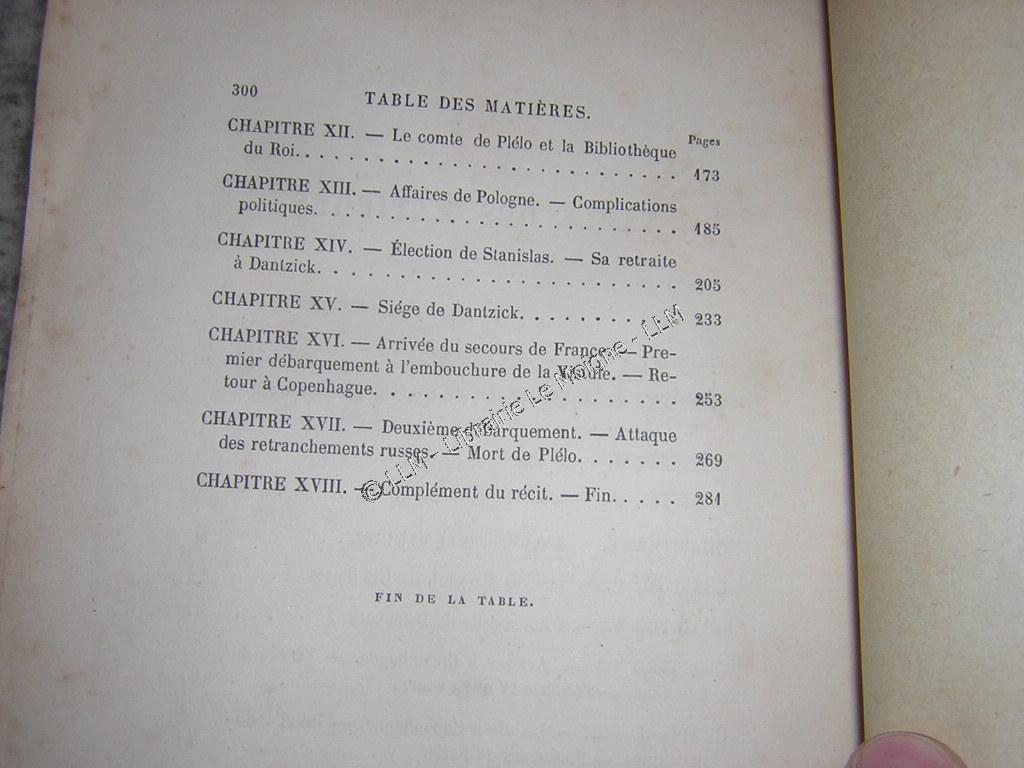 300
TABLE DES MATIÈRES.
Pages
CHAPITRE XII. — Le comte de Plélo et la Bibliothèque
du Roi. . . . . . . . . . . . . . . . . . . . . . . . . . 173
CHAPITRE XIII. — Affaires de Pologne. — Complications
politiques. . . . . . . . . . . . . . . . . . . . . . . . 185
CHAPITRE XIV. — Élection de Stanislas. — Sa retraite
à Dantzick. . . . . . . . . . . . . . . . . . . . . . . . 205
CHAPITRE XV. — Siége de Dantzick. . . . . . . . . . . 233
CHAPITRE XVI. — Arrivée du secours de France. — Pre-
mier débarquement à l'embouchure de la Vistule. — Re-
tour à Copenhague. . . . . . . . . . . . . . . . . . . 253
CHAPITRE XVII. — Deuxième débarquement. — Attaque
des retranchements russes. — Mort de Plélo. . . . . . . 269
CHAPITRE XVIII. — Complément du récit. — Fin. . . . . 281
FIN DE LA TABLE.
© LLM - Librairie Le Moigne - LLM